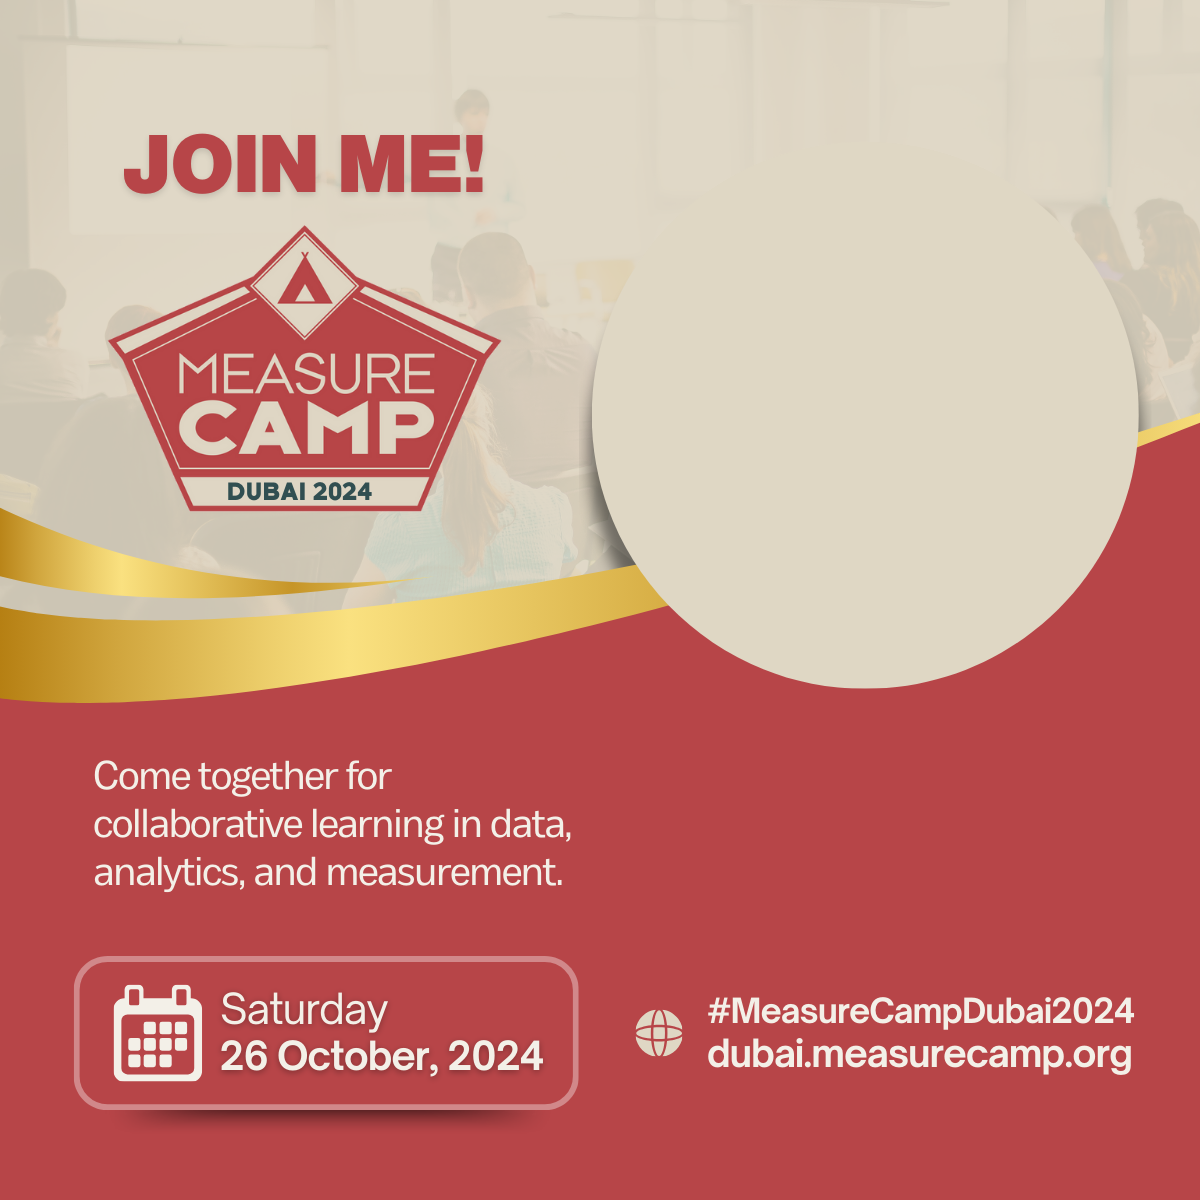 JOIN ME!
MEASURE
CAMP
DUBAI 2024
Come together for
collaborative learning in data,
analytics, and measurement.
Saturday
26 October, 2024
#MeasureCampDubai2024
dubai.measurecamp.org